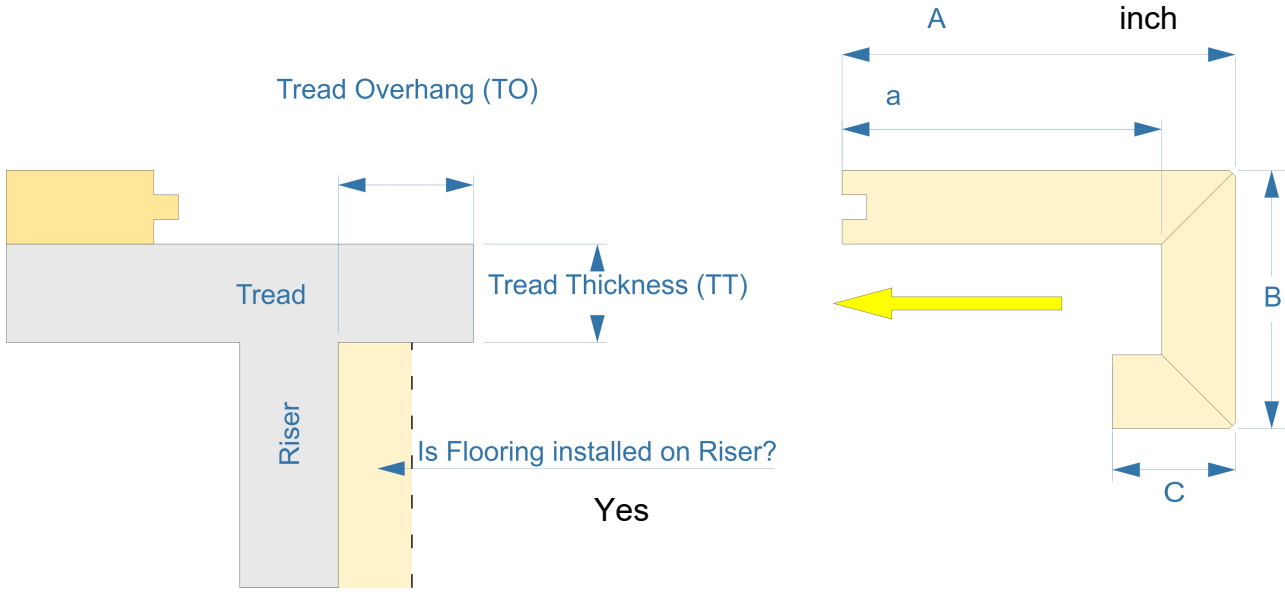 A
inch
Tread Overhang (TO)
a
Tread
Tread Thickness (TT)
B
Riser
Is Flooring installed on Riser?
C
Yes